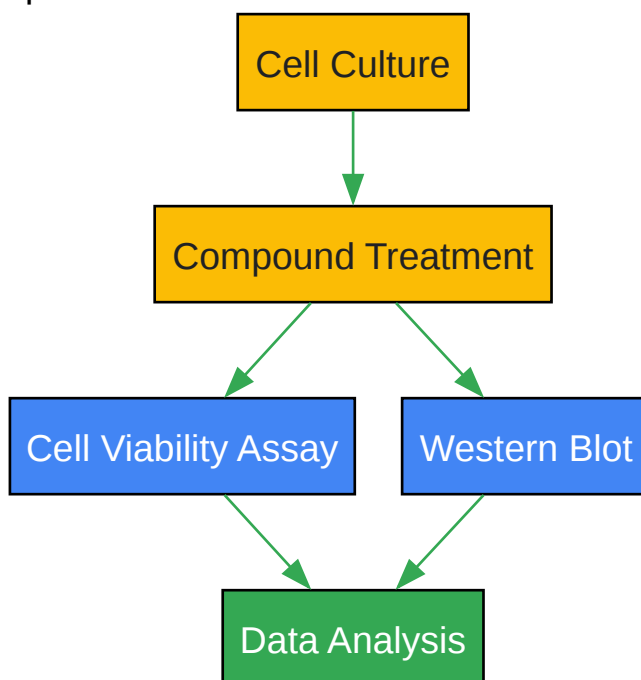 Cell Culture
Compound Treatment
Cell Viability Assay
Western Blot
Data Analysis